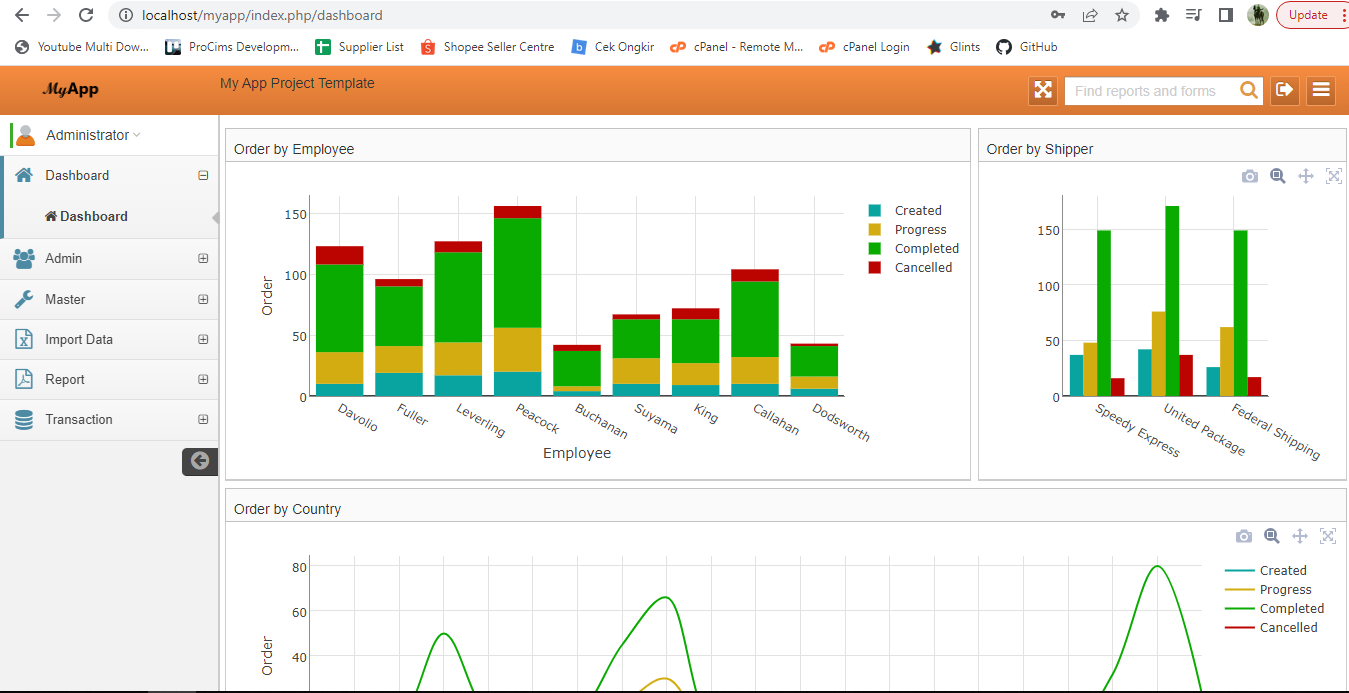 localhost/myapp/index.php/dashboard
Update
Youtube Multi Dow...
ProCims Developm...
Supplier List
Shopee Seller Centre
Cek Ongkir
cPanel - Remote M...
cPanel Login
Glints
GitHub
MyApp
My App Project Template
Find reports and forms
Administrator
Dashboard
Dashboard
Admin
Master
Import Data
Report
Transaction
Order by Employee
150
100
50
0
Order
Davolio
Fuller
Leverling
Peacock
Buchanan
Suyama
King
Callahan
Dodsworth
Employee
Created
Progress
Completed
Cancelled
Order by Shipper
150
100
50
0
Speedy Express
United Package
Federal Shipping
Order by Country
80
60
40
Order
Created
Progress
Completed
Cancelled